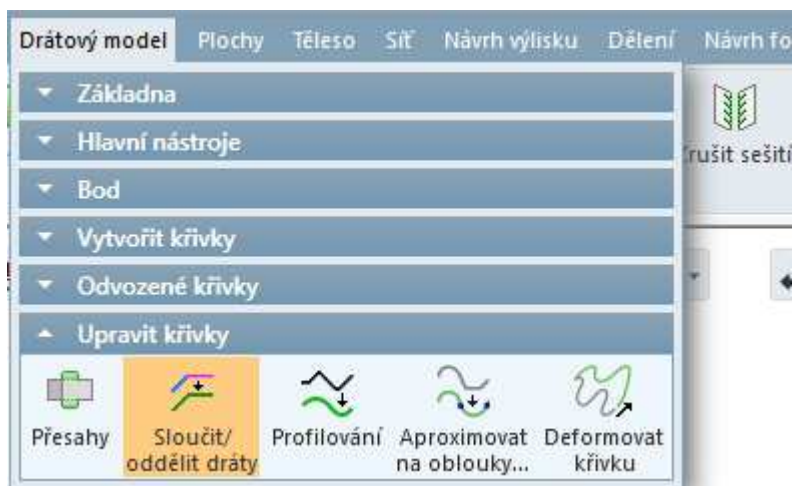 Drátový model Plochy Těleso Síť Návrh výlisku Dělení Návrh fo
Základna
Hlavní nástroje
rušit sešití
Bod
Vytvořit křivky
Odvozené křivky
Upravit křivky
Přesahy Sloučit/ Profilování Aproximovat Deformovat
oddělit dráty na oblouky... křivku